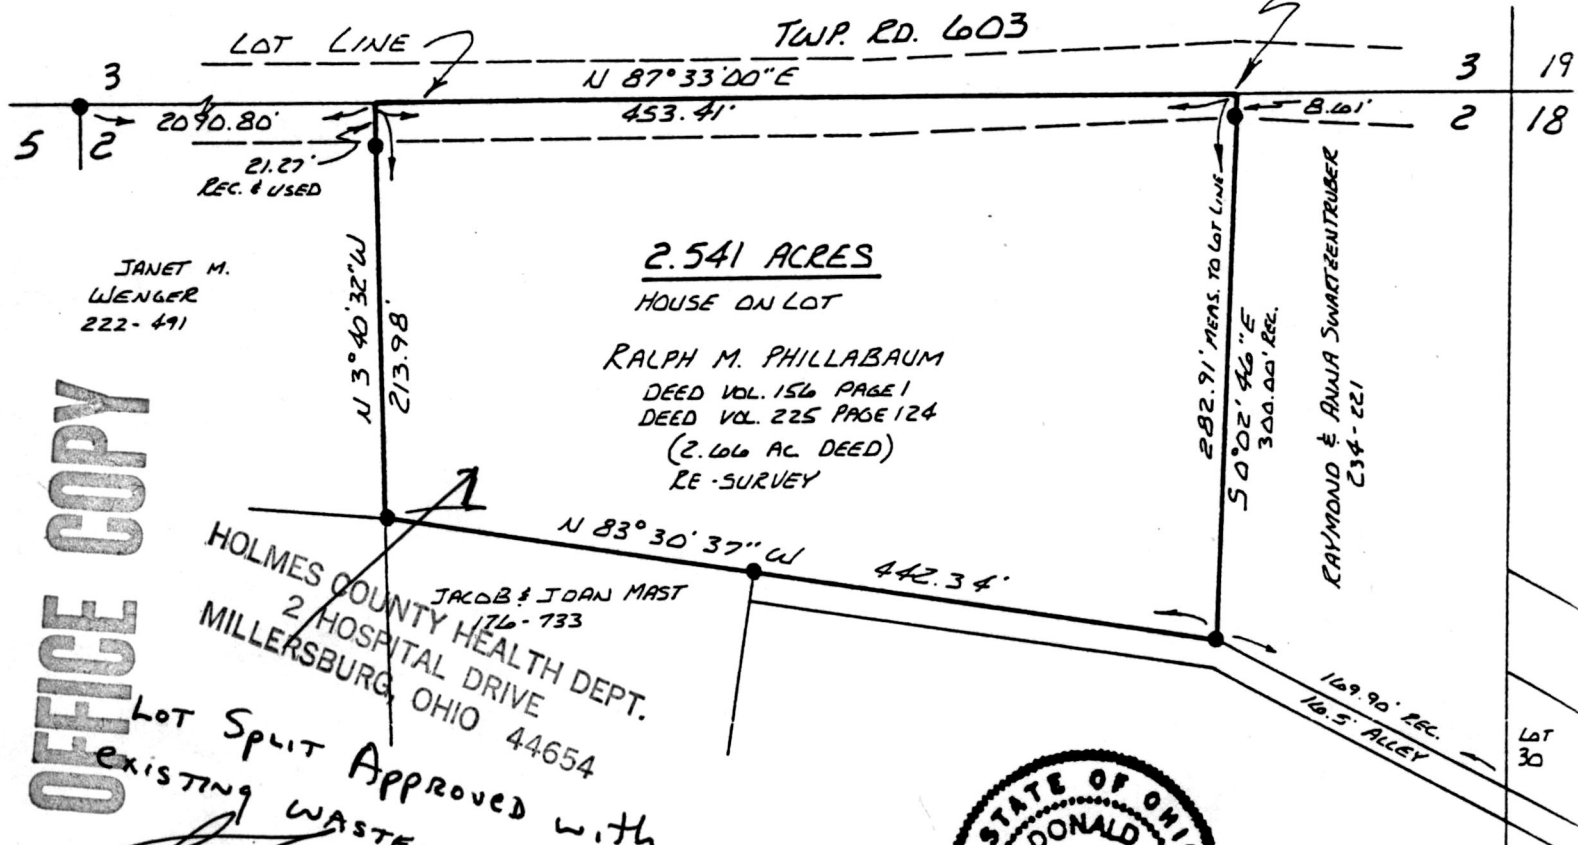 LOT LINE
TWP. RD. 603
3
N 87°33'00" E
3
19
2090.80'
453.41'
8.61'
5
2
2
18
21.27'
REC. & USED
JANET M.
WENGER
222-491
N 3°40'32" W
213.98'
2.541 ACRES
HOUSE ON LOT
RALPH M. PHILLABAUM
DEED VOL. 156 PAGE 1
DEED VOL. 225 PAGE 124
(2.66 AC DEED)
RE-SURVEY
282.91' MEAS. TO LOT LINE
S 0°02'46" E
300.00' REC.
RAYMOND & ANNA SWARTZENTRUBER
234-221
N 83°30'37" W
442.34'
JACOB & JOAN MAST
176-733
169.90' REC.
16.5' ALLEY
LOT
30
OFFICE COPY
HOLMES COUNTY HEALTH DEPT.
2 HOSPITAL DRIVE
MILLERSBURG, OHIO 44654
Lot Split Approved with
existing WASTE
STATE OF OHI
DONALD